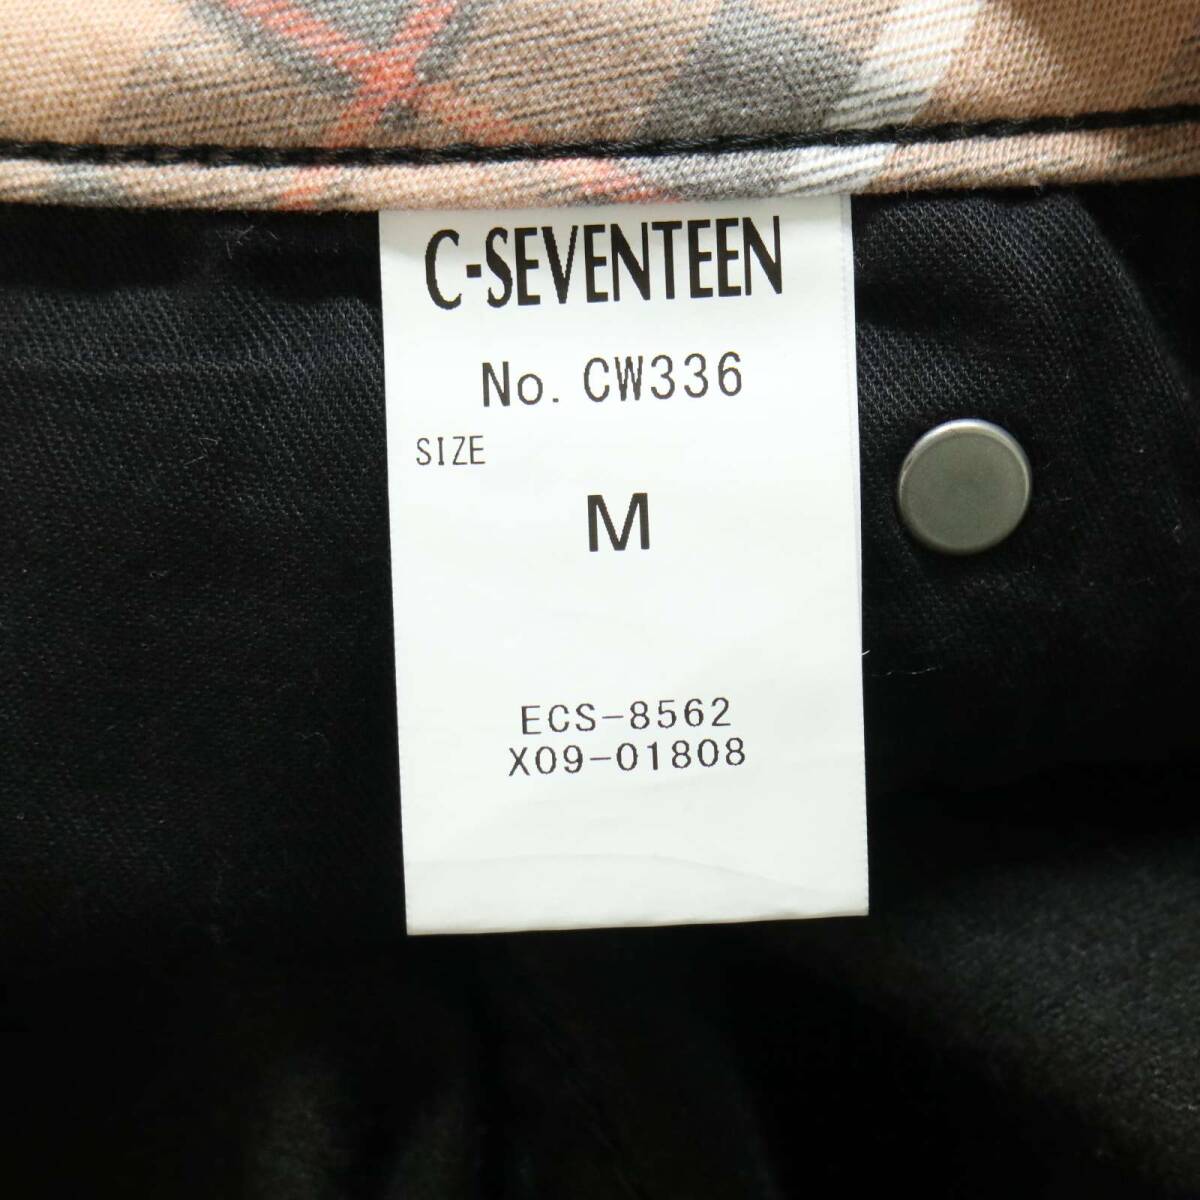 C-SEVENTEEN
No. CW336
SIZE
M
ECS-8562
X09-01808